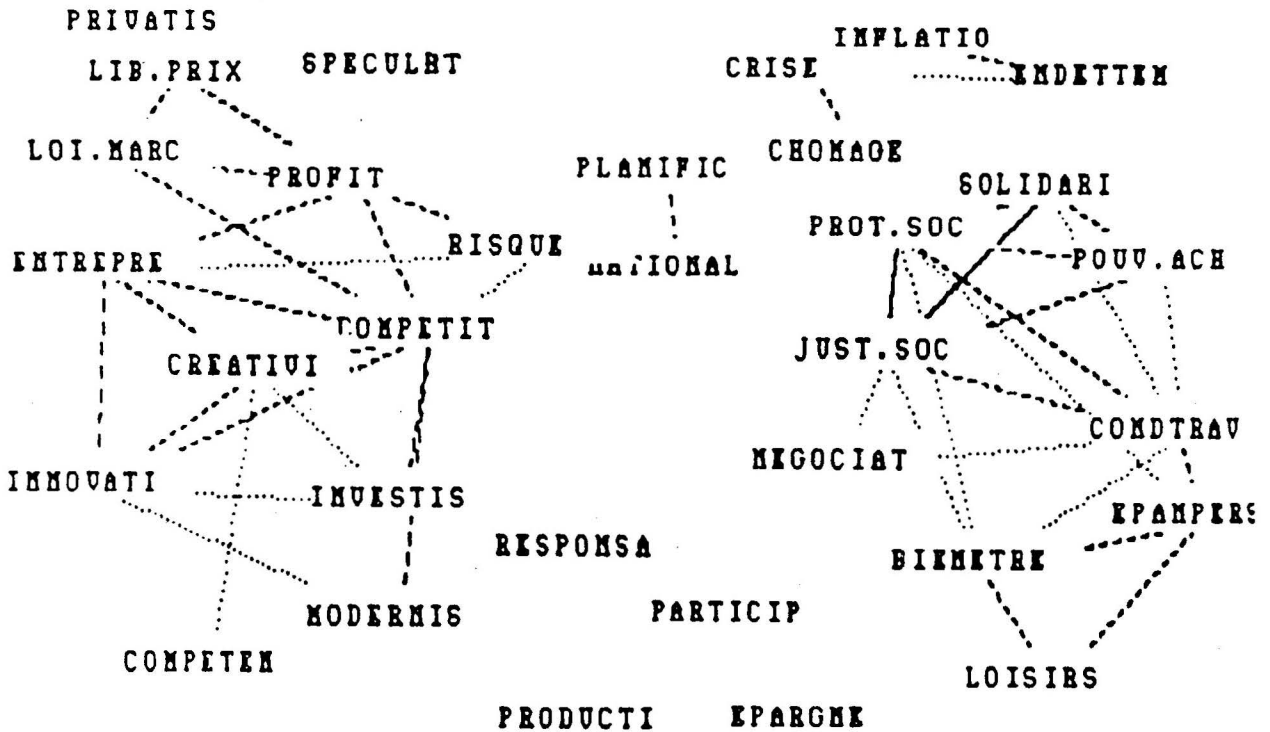 PRIVATIS
INFLATIO
LIB.PRIX
SPECULAT
CRISE
ENDETTEM
LOI.MARC
CHOMAGE
PROFIT
PLANIFIC
SOLIDARI
PROT.SOC
RISQUE
ENTREPRE
NATIONAL
POUV.ACH
COMPETIT
CREATIVI
JUST.SOC
CONDTRAV
NEGOCIAT
INNOVATI
INVESTIS
EPANPERS
RESPONSA
BIENETRE
MODERNIS
PARTICIP
COMPETEN
LOISIRS
PRODUCTI
EPARGNE